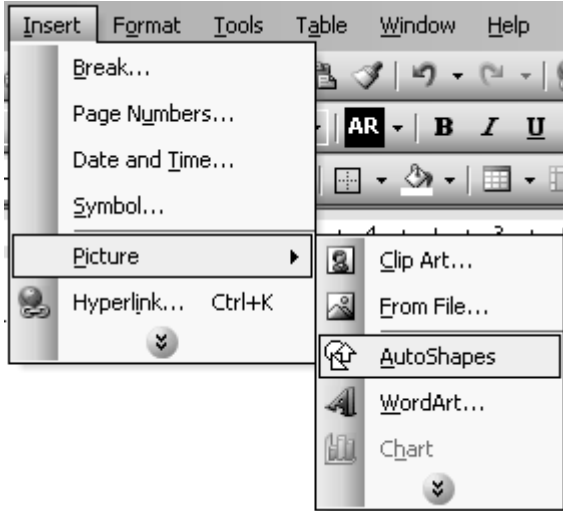 Insert Format Tools Table Window Help
Break...
Page Numbers...
Date and Time...
Symbol...
Picture
Hyperlink... Ctrl+K
AR B I U
Clip Art...
From File...
AutoShapes
WordArt...
Chart